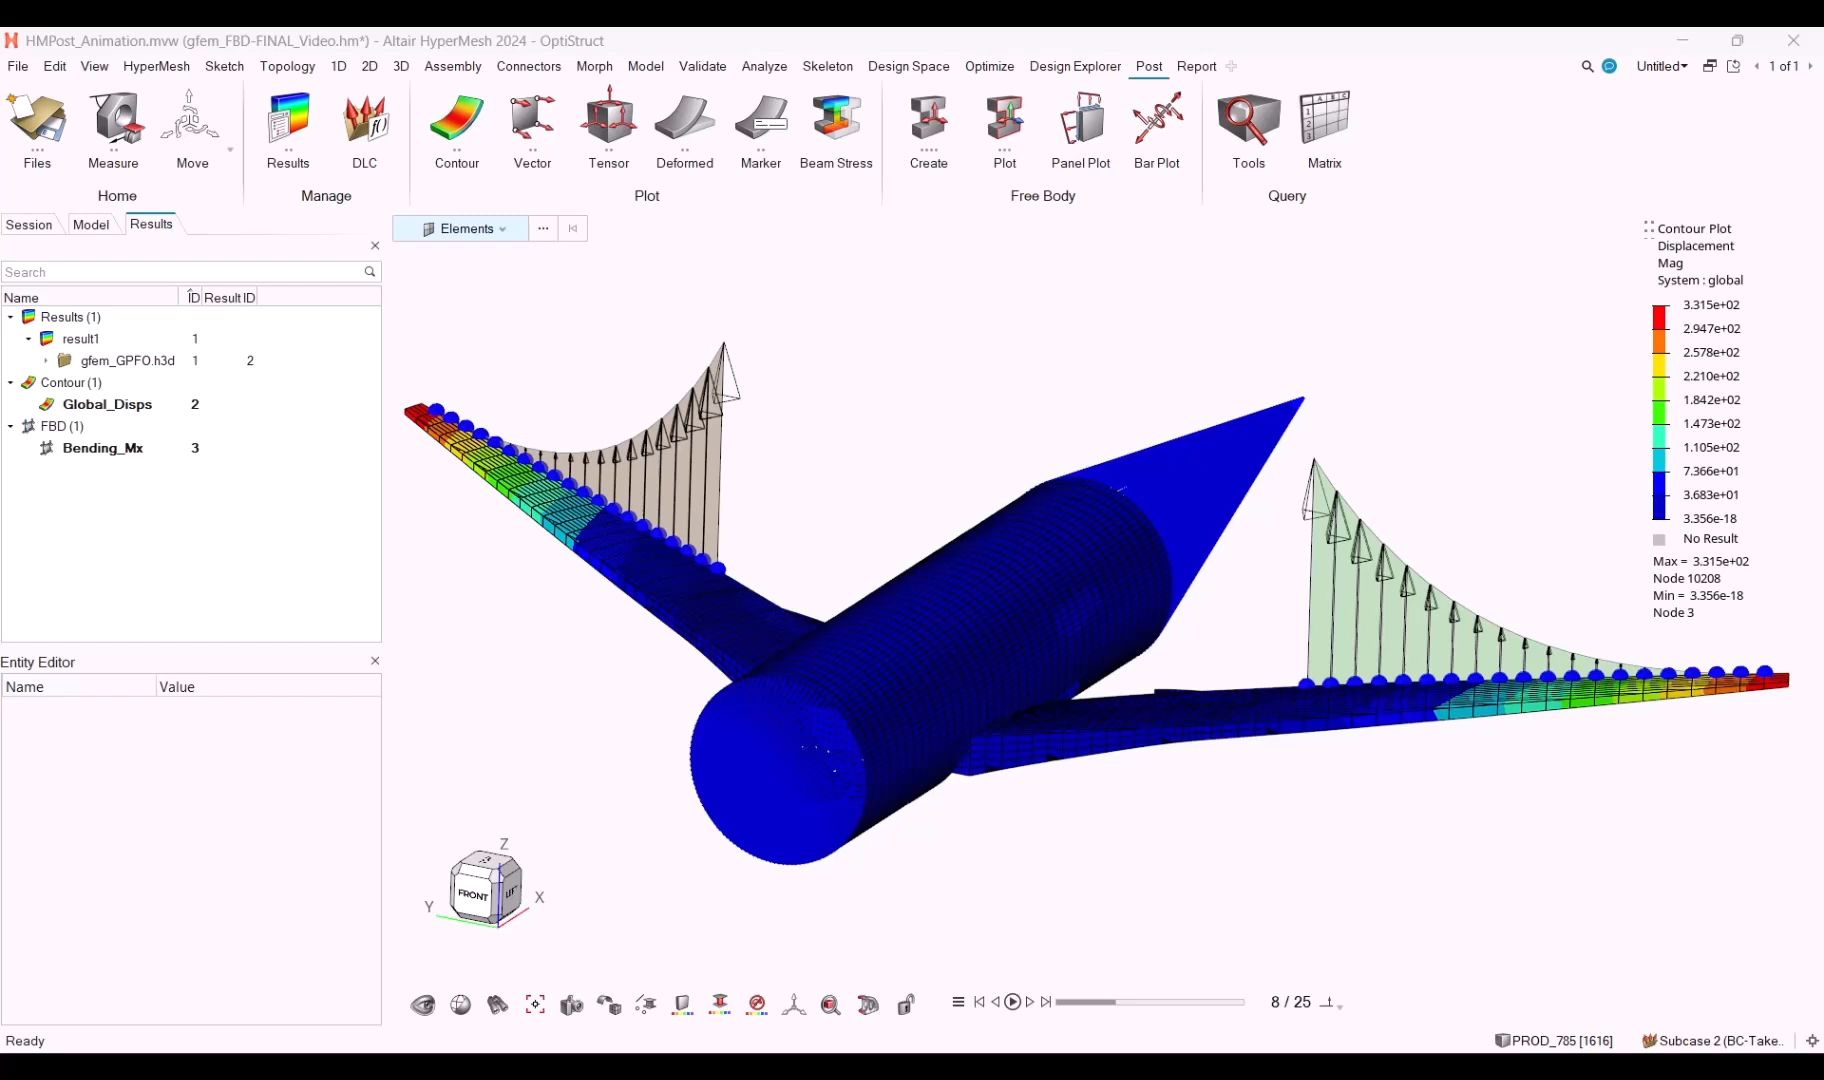 HMPost_Animation.mvw (gfem_FBD-FINAL_Video.hm*) - Altair HyperMesh 2024 - OptiStruct
File Edit View HyperMesh Sketch Topology 1D 2D 3D Assembly Connectors Morph Model Validate Analyze Skeleton Design Space Optimize Design Explorer Post Report Untitled 1 of 1
Files Measure Move Results DLC Contour Vector Tensor Deformed Marker Beam Stress Create Plot Panel Plot Bar Plot Tools Matrix
Home Manage Plot Free Body Query
Session Model Results
Elements
Search
Name ID Result ID
Results (1)
result1 1
gfem_GPFO.h3d 1 2
Contour (1)
Global_Disps 2
FBD (1)
Bending_Mx 3
Entity Editor
Name Value
Contour Plot
Displacement
Mag
System : global
3.315e+02
2.947e+02
2.578e+02
2.210e+02
1.842e+02
1.473e+02
1.105e+02
7.366e+01
3.683e+01
3.356e-18
No Result
Max = 3.315e+02
Node 10208
Min = 3.356e-18
Node 3
Z
FRONT
LEFT
Y
X
8 / 25
Ready
PROD_785 [1616] Subcase 2 (BC-Take..